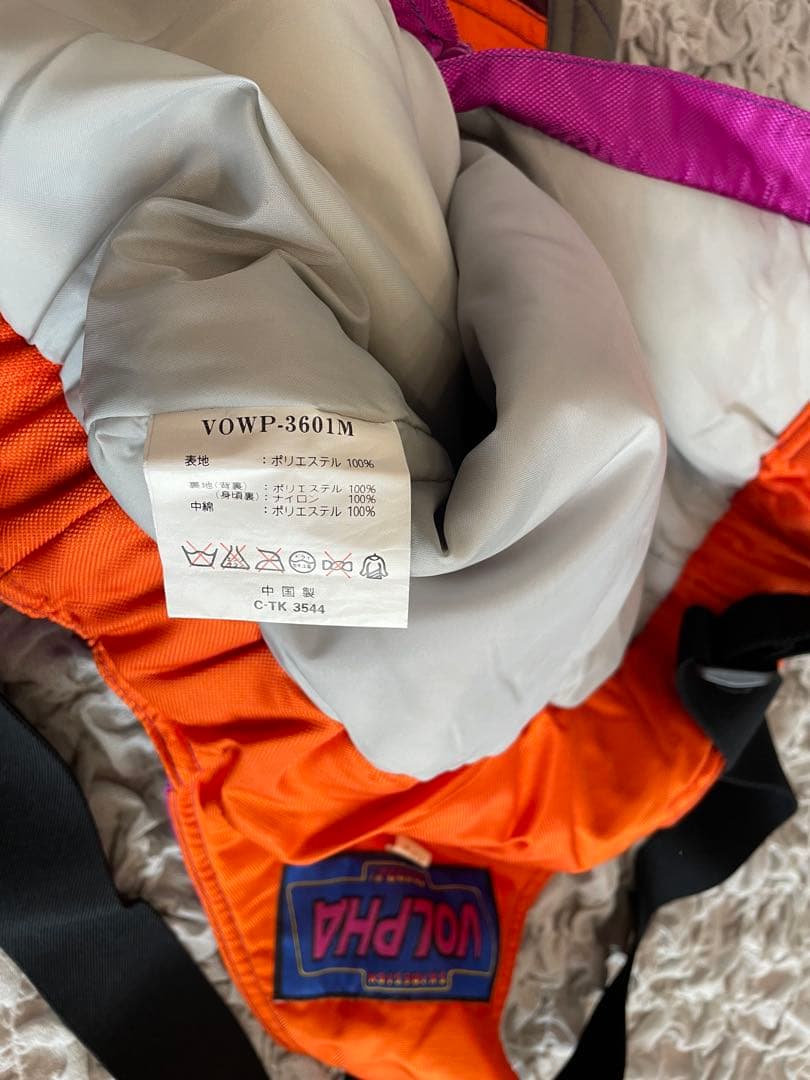 VOWP-3601M
表地 :ポリエステル 100%
裏地(背裏) :ポリエステル 100%
(身頃裏) :ナイロン 100%
中綿 :ポリエステル 100%
中国製
C-TK 3544
VOLPHA